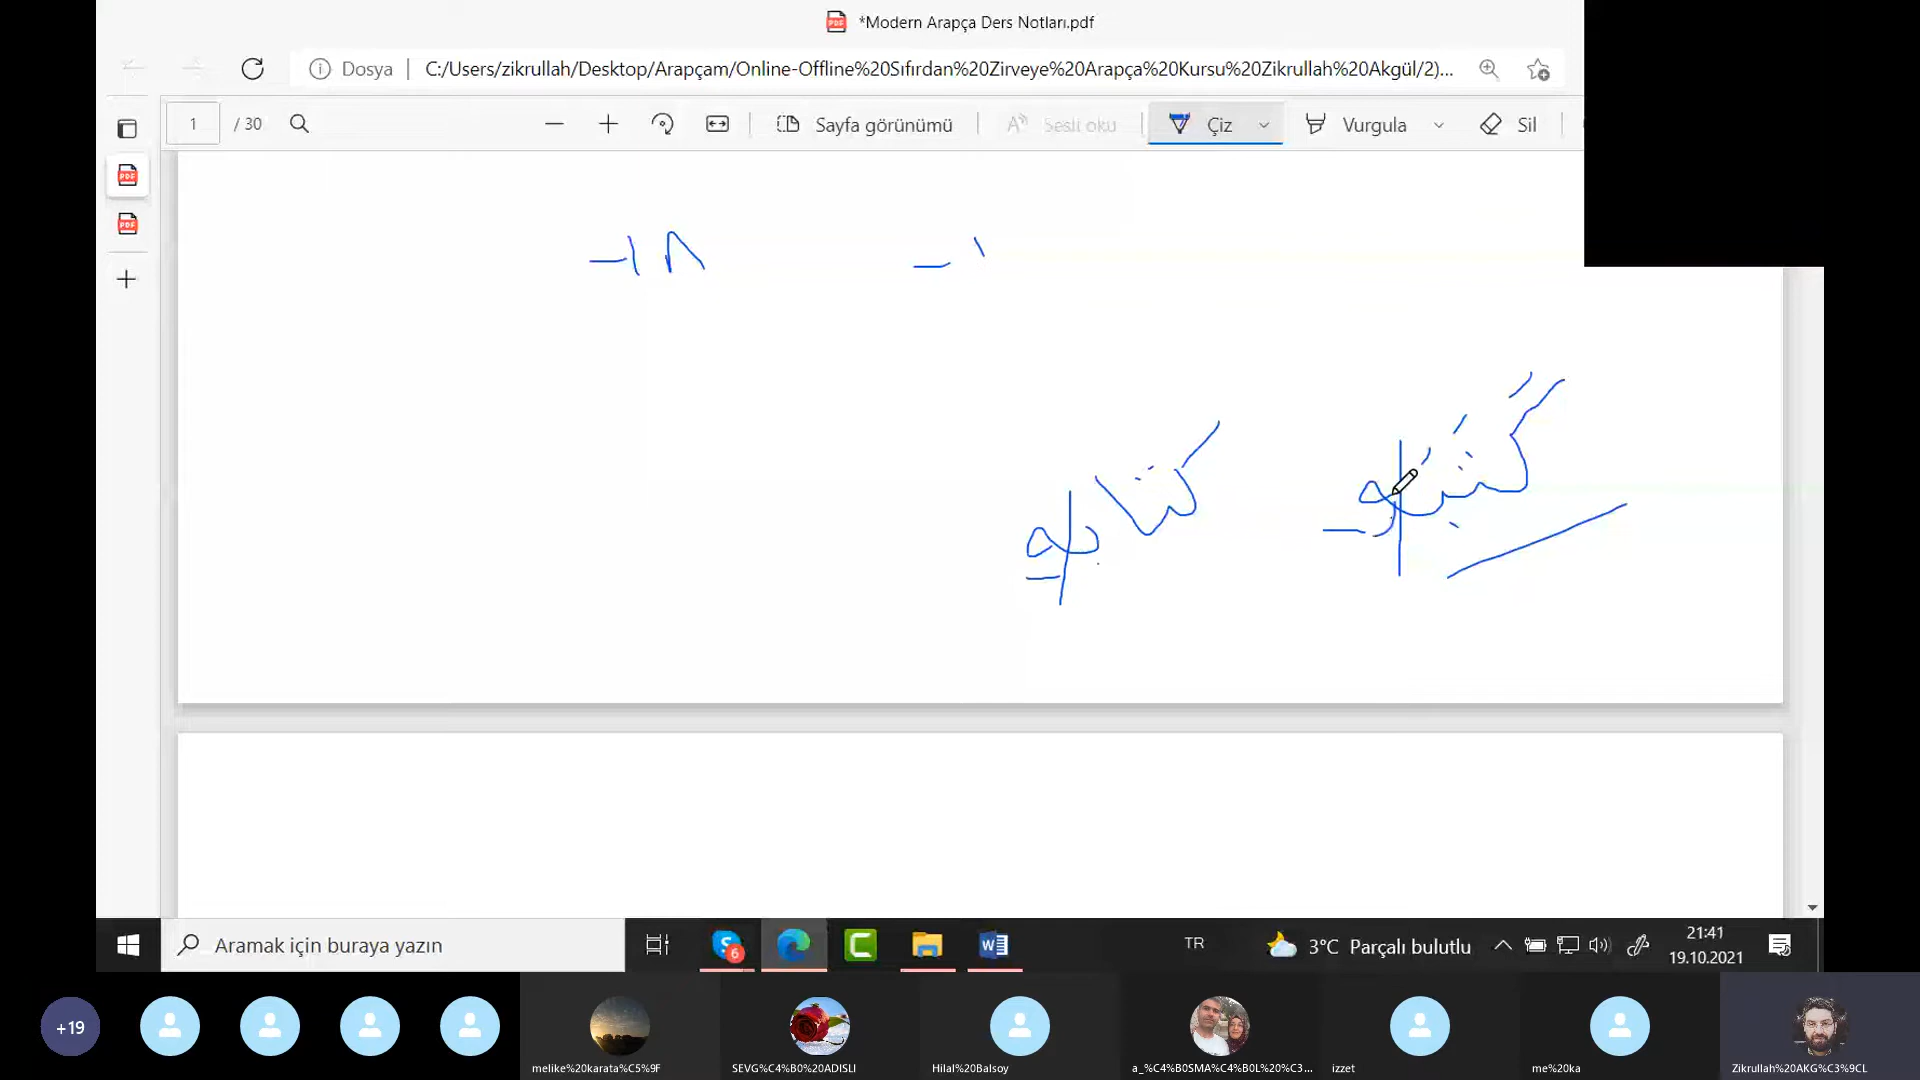 *Modern Arapça Ders Notları.pdf
Dosya C:/Users/zikrullah/Desktop/Arapçam/Online-Offline%20Sıfırdan%20Zirveye%20Arapça%20Kursu%20Zikrullah%20Akgül/2)...
1 / 30 Sayfa görünümü Sesli oku Çiz Vurgula Sil
Aramak için buraya yazın
6
TR
3°C Parçalı bulutlu
21:41
19.10.2021
+19
melike%20karata%C5%9F
SEVG%C4%B0%20ADISLI
Hilal%20Balsoy
a_%C4%B0SMA%C4%B0L%20%C3...
izzet
me%20ka
Zikrullah%20AKG%C3%9CL